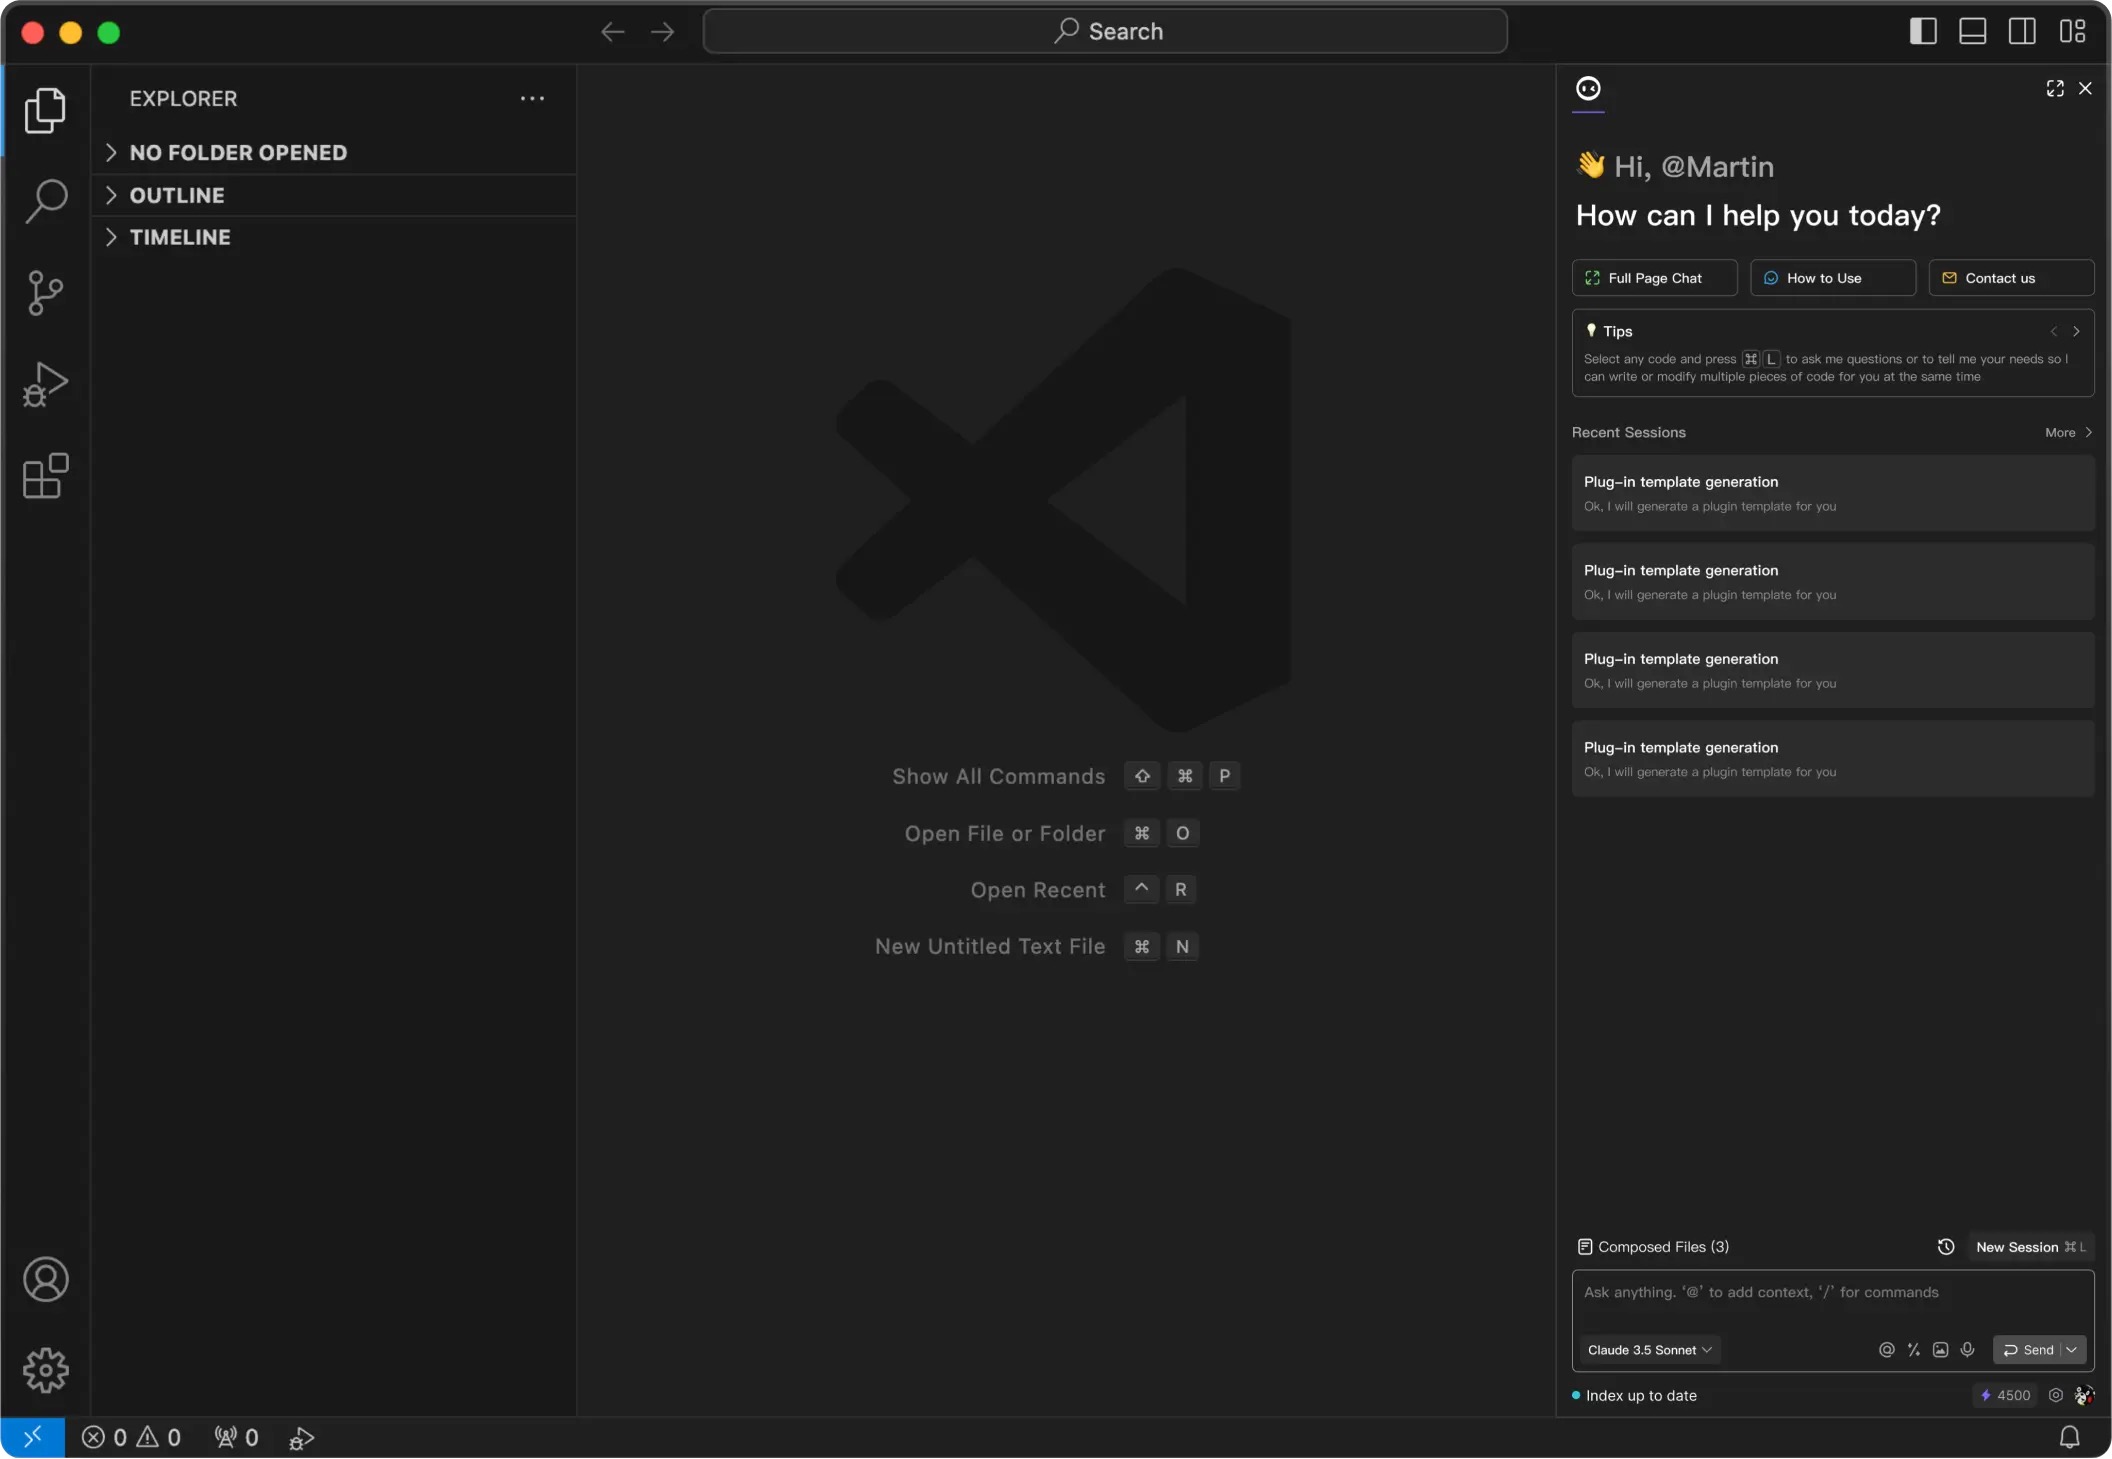 Search
EXPLORER
NO FOLDER OPENED
OUTLINE
TIMELINE
Show All Commands ⇧ ⌘ P
Open File or Folder ⌘ O
Open Recent ^ R
New Untitled Text File ⌘ N
👋 Hi, @Martin
How can I help you today?
Full Page Chat
How to Use
Contact us
Tips
Select any code and press ⌘ L to ask me questions or to tell me your needs so I
can write or modify multiple pieces of code for you at the same time
Recent Sessions
More
Plug-in template generation
Ok, I will generate a plugin template for you
Plug-in template generation
Ok, I will generate a plugin template for you
Plug-in template generation
Ok, I will generate a plugin template for you
Plug-in template generation
Ok, I will generate a plugin template for you
Composed Files (3)
New Session ⌘ L
Ask anything. ‘@’ to add context, ‘/’ for commands
Claude 3.5 Sonnet
Send
Index up to date
4500
0 0 0